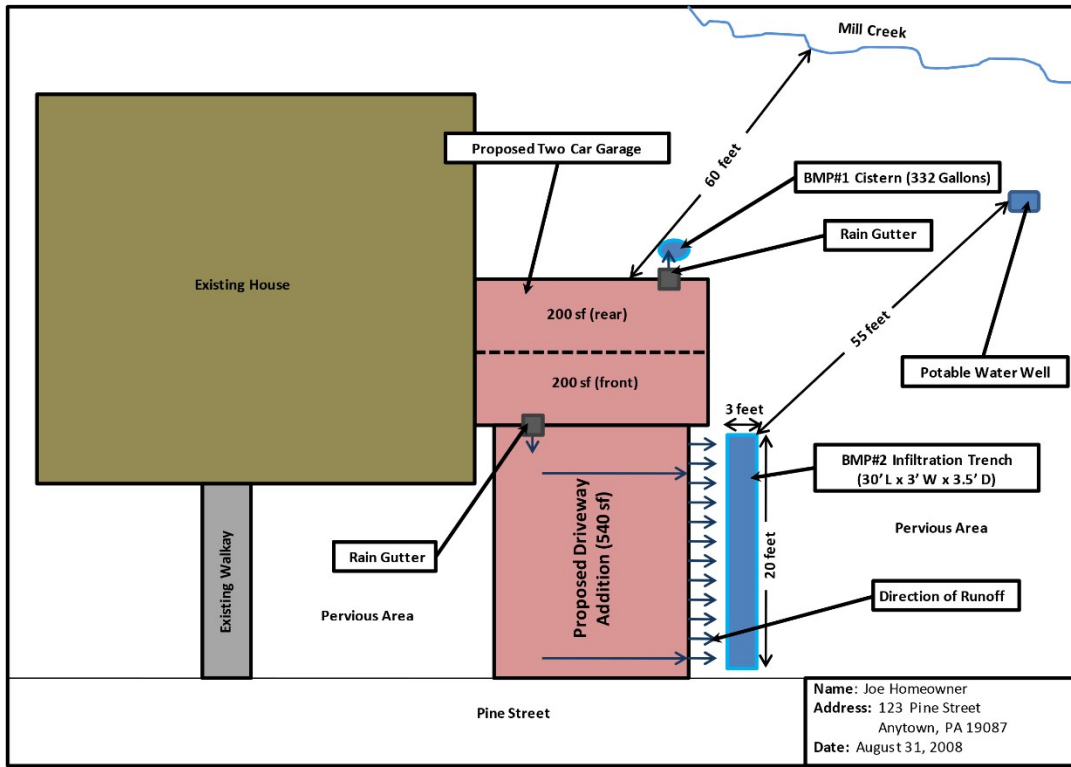 Mill Creek
Proposed Two Car Garage
60 feet
BMP#1 Cistern (332 Gallons)
Rain Gutter
Existing House
200 sf (rear)
55 feet
Potable Water Well
200 sf (front)
3 feet
BMP#2 Infiltration Trench
(30' L x 3' W x 3.5' D)
Pervious Area
Rain Gutter
Proposed Driveway
Addition (540 sf)
20 feet
Existing Walkay
Pervious Area
Direction of Runoff
Pine Street
Name: Joe Homeowner
Address: 123 Pine Street
Anytown, PA 19087
Date: August 31, 2008